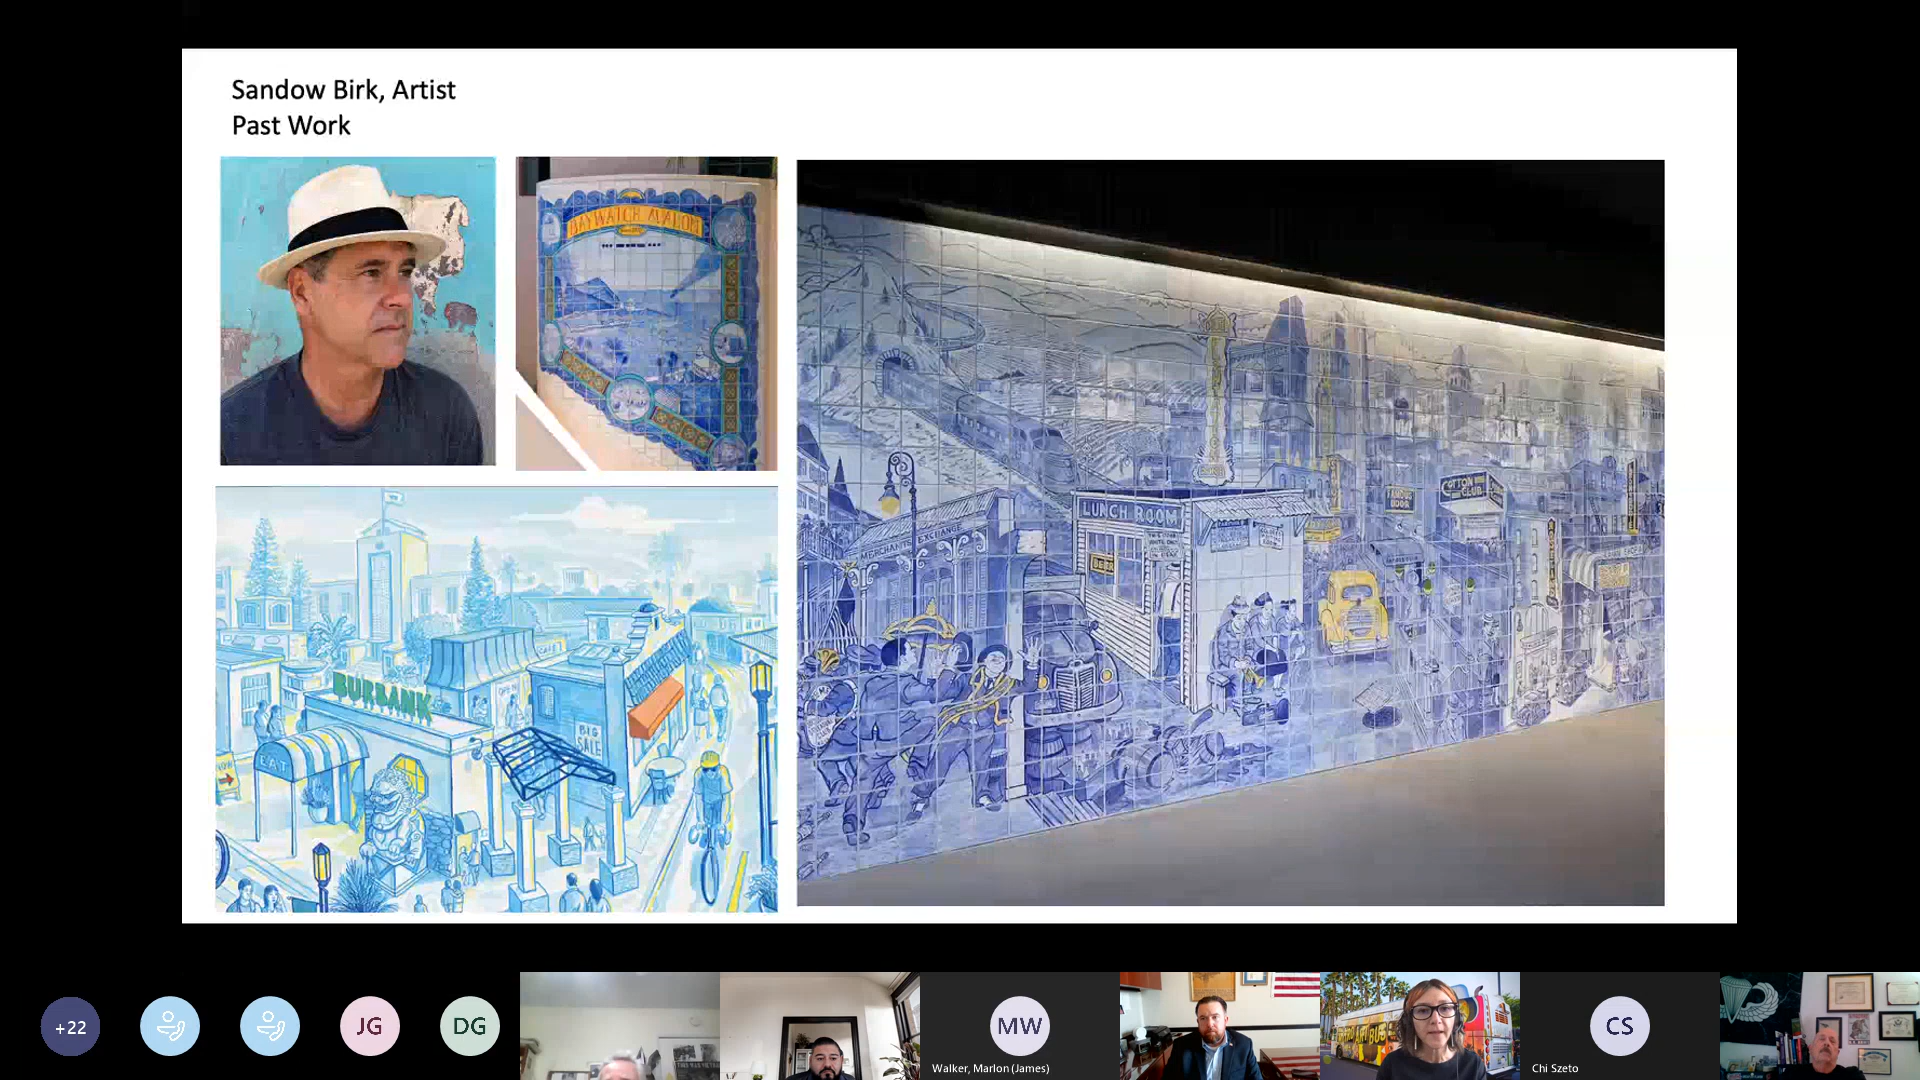 Sandow Birk, Artist
Past Work
BAYWATCH AVALON
MERCHANTS EXCHANGE
LUNCH ROOM
BEER
COTTON
CLUB
BURBANK
EAT
BIG
SALE
+22
JG
DG
MW
Walker, Marlon (James)
CS
Chi Szeto